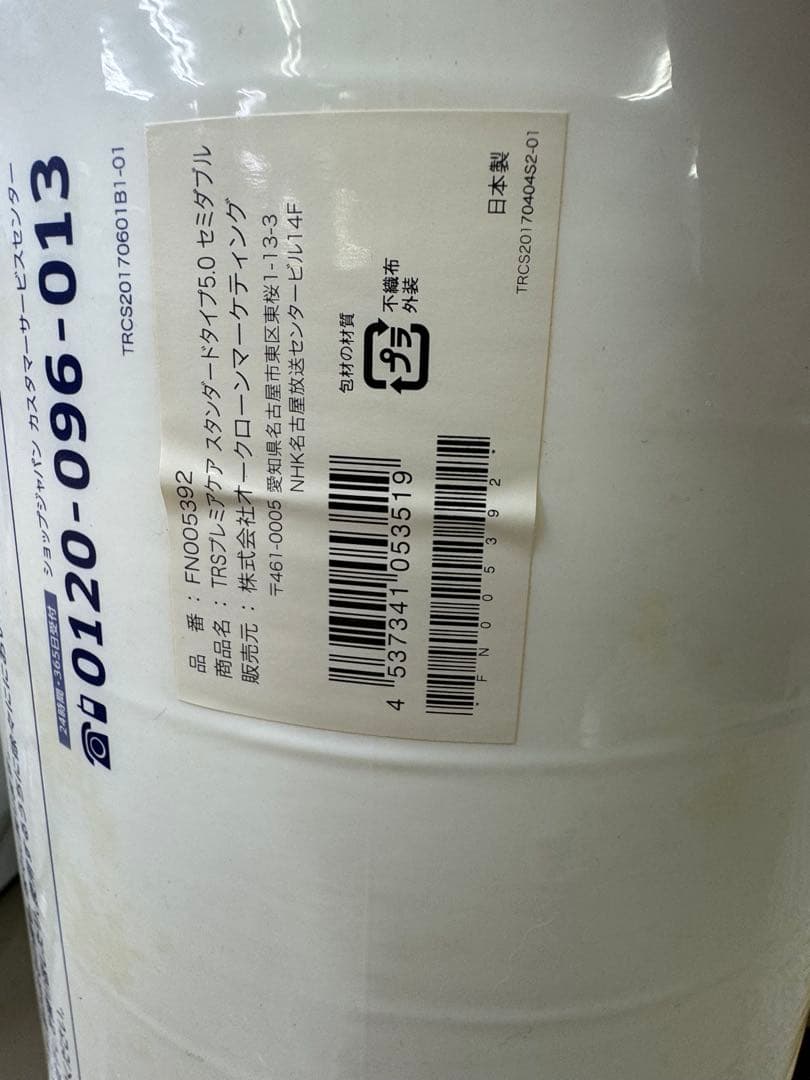 ショップジャパン カスタマーサービスセンター
24時間・365日受付
0120-096-013
TRCS20170601B1-01
品 番 : FN005392
商品名 : TRSプレミアケア スタンダードタイプ5.0 セミダブル
販売元 : 株式会社オークローンマーケティング
〒461-0005 愛知県名古屋市東区東桜1-13-3
NHK名古屋放送センタービル14F
包材の材質
プラ
不織布
外装
4 537341 053519
*FN005392*
日本製
TRCS20170404S2-01